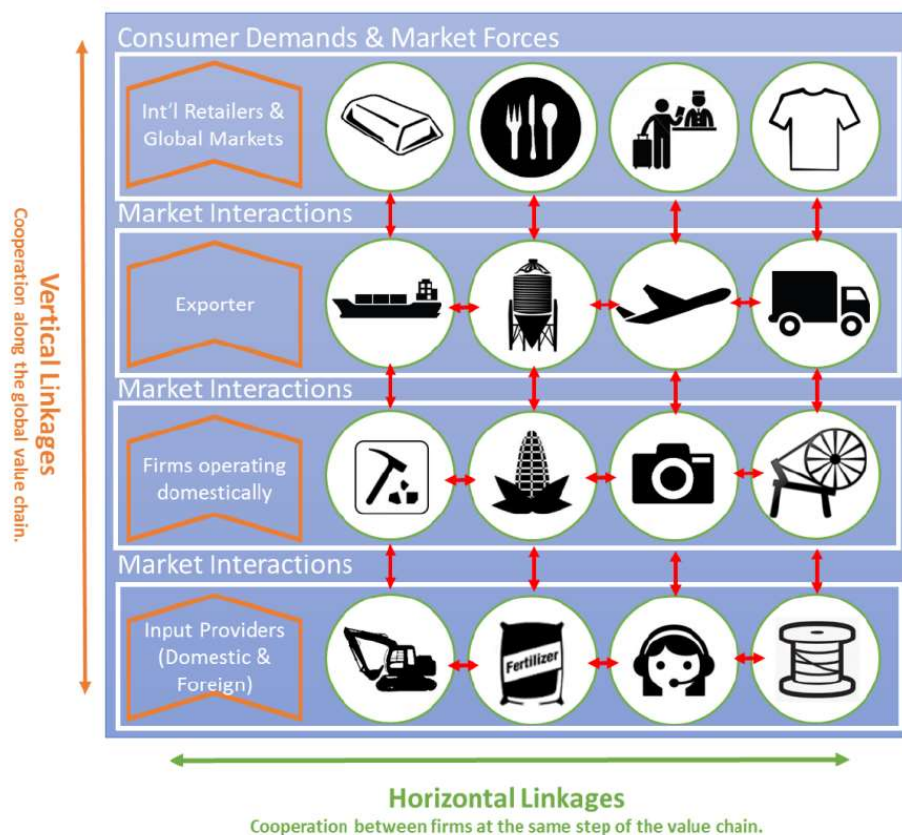 Consumer Demands & Market Forces
Int'l Retailers &
Global Markets
Market Interactions
Exporter
Market Interactions
Firms operating
domestically
Market Interactions
Input Providers
(Domestic &
Foreign)
Fertilizer
Vertical Linkages
Cooperation along the global value chain.
Horizontal Linkages
Cooperation between firms at the same step of the value chain.